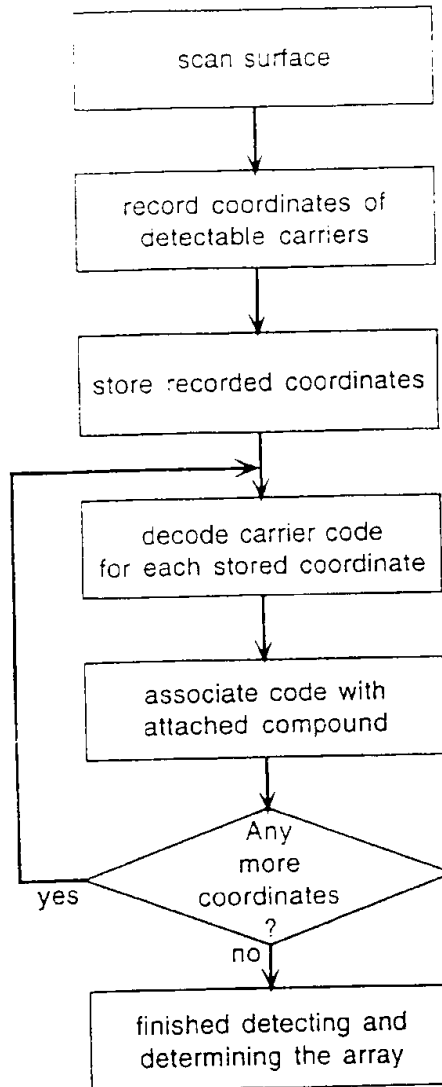 scan surface
record coordinates of
detectable carriers
store recorded coordinates
decode carrier code
for each stored coordinate
associate code with
attached compound
Any
more
coordinates
?
yes
no
finished detecting and
determining the array